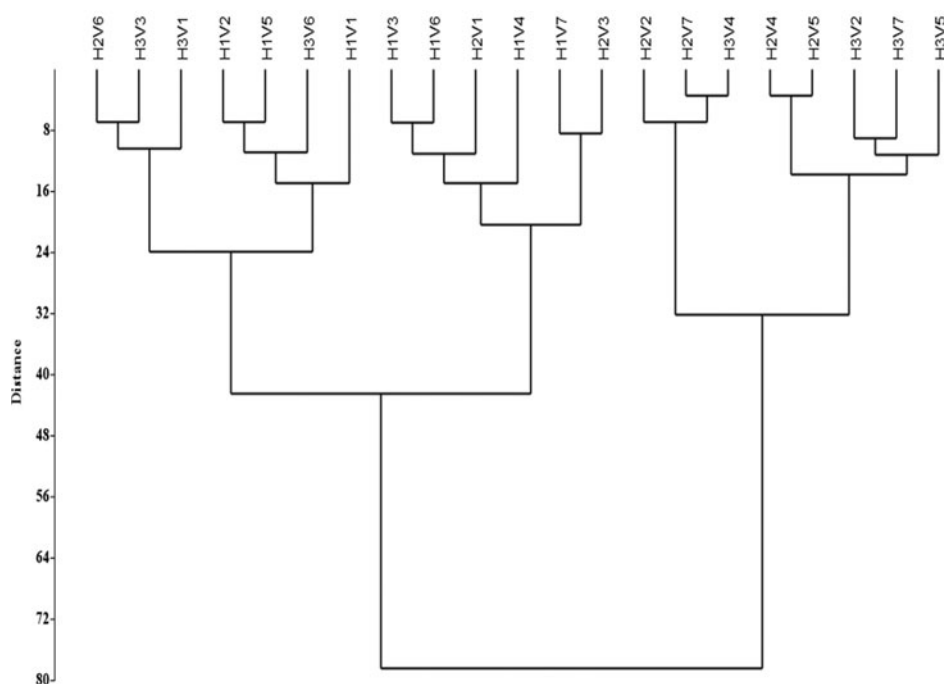 H2V6
H3V3
H3V1
H1V2
H1V5
H3V6
H1V1
H1V3
H1V6
H2V1
H1V4
H1V7
H2V3
H2V2
H2V7
H3V4
H2V4
H2V5
H3V2
H3V7
H3V5
Distance
8
16
24
32
40
48
56
64
72
80